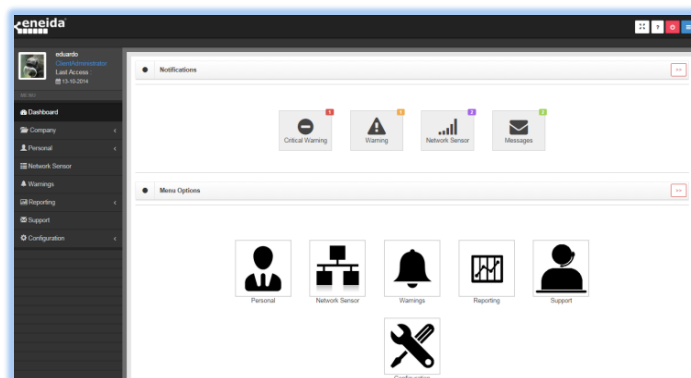 eneida
?
eduardo
ClientAdministrator
Last Access :
13-10-2014
Dashboard
Company
Personal
Network Sensor
Warnings
Reporting
Support
Configuration
Notifications
1
Critical Warning
1
Warning
2
Network Sensor
2
Messages
Menu Options
Personal
Network Sensor
Warnings
Reporting
Support
Configuration